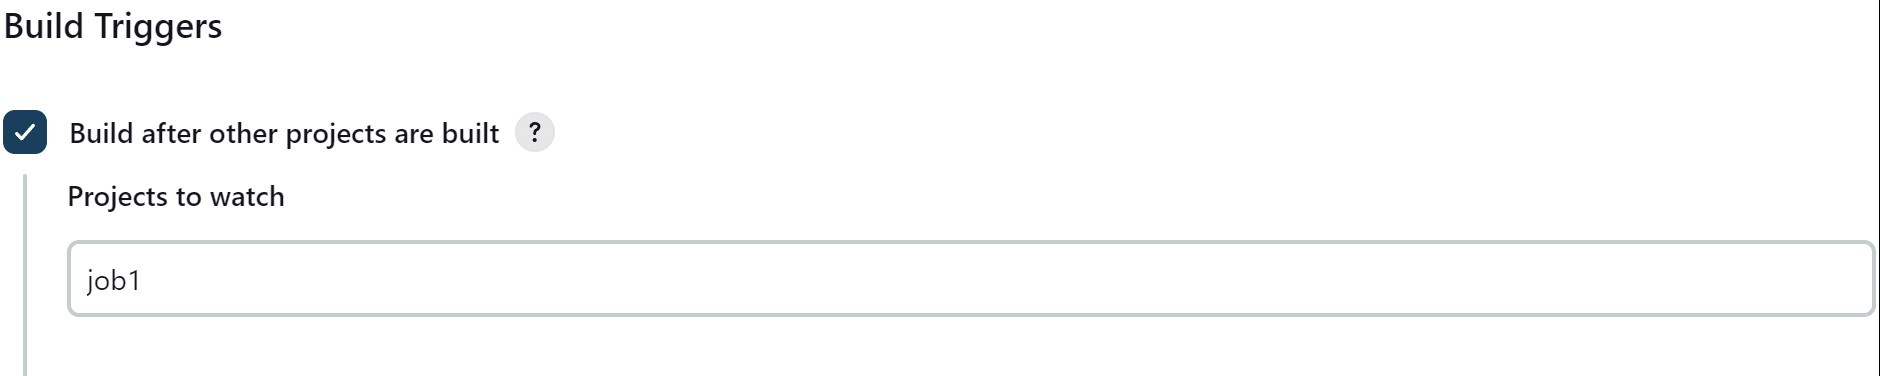 Build Triggers
Build after other projects are built ?
Projects to watch
job1